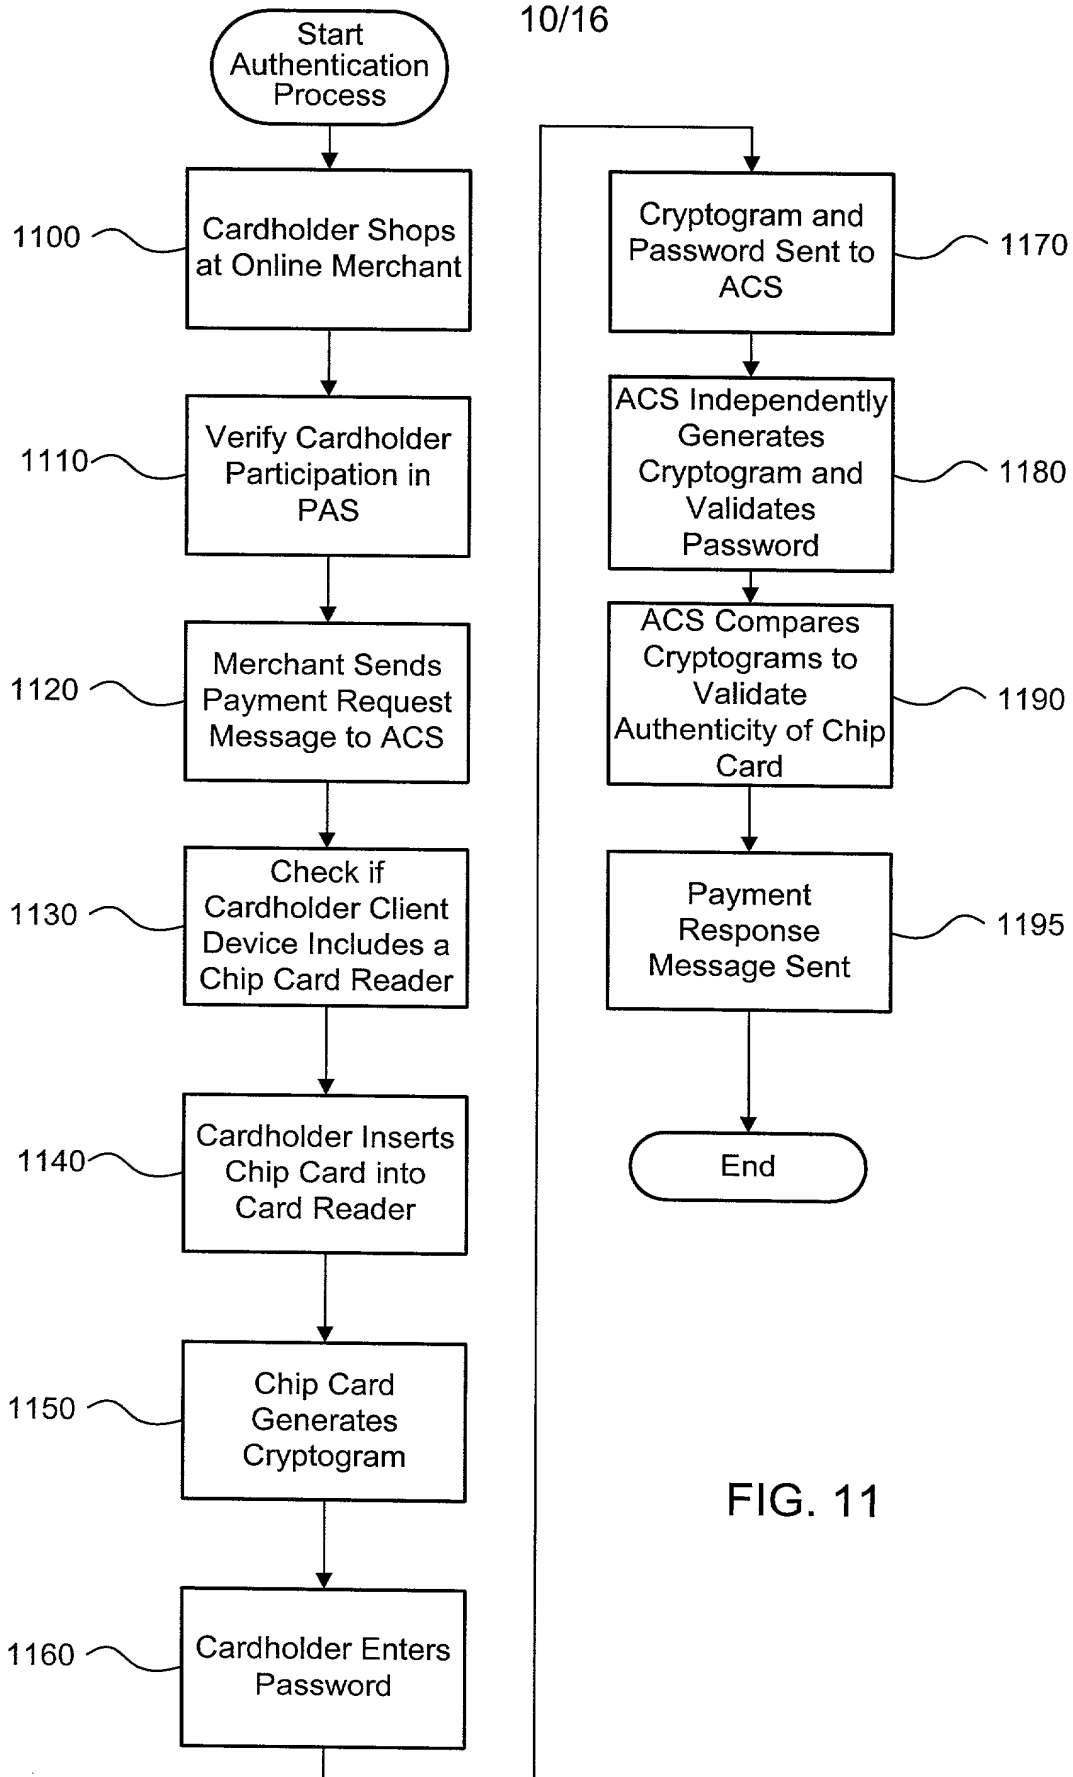 10/16
Start
Authentication
Process
1100
Cardholder Shops
at Online Merchant
1110
Verify Cardholder
Participation in
PAS
1120
Merchant Sends
Payment Request
Message to ACS
1130
Check if
Cardholder Client
Device Includes a
Chip Card Reader
1140
Cardholder Inserts
Chip Card into
Card Reader
1150
Chip Card
Generates
Cryptogram
1160
Cardholder Enters
Password
Cryptogram and
Password Sent to
ACS
1170
ACS Independently
Generates
Cryptogram and
Validates
Password
1180
ACS Compares
Cryptograms to
Validate
Authenticity of Chip
Card
1190
Payment
Response
Message Sent
1195
End
FIG. 11